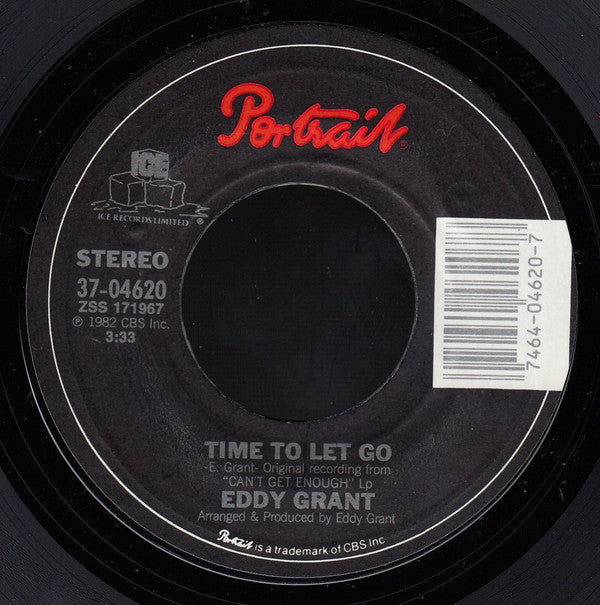 Portrait®
ICE
ICE RECORDS LIMITED ®
STEREO
37-04620
ZSS 171967
℗ 1982 CBS Inc.
3:33
7464-04620-7
TIME TO LET GO
-E. Grant- Original recording from
"CAN'T GET ENOUGH" Lp
EDDY GRANT
Arranged & Produced by Eddy Grant
Portrait is a trademark of CBS Inc